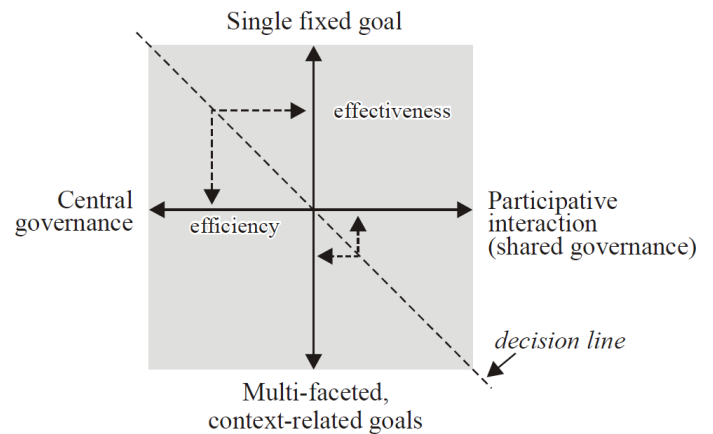 Single fixed goal
effectiveness
Central
governance
efficiency
Participative
interaction
(shared governance)
decision line
Multi-faceted,
context-related goals